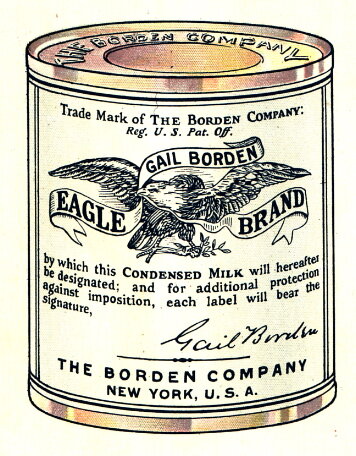 THE BORDEN COMPANY
Trade Mark of THE BORDEN COMPANY:
Reg. U. S. Pat. Off.
GAIL BORDEN
EAGLE BRAND
by which this CONDENSED MILK will hereafter
be designated; and for additional protection
against imposition, each label will bear the
signature,
Gail Borden
THE BORDEN COMPANY
NEW YORK, U. S. A.